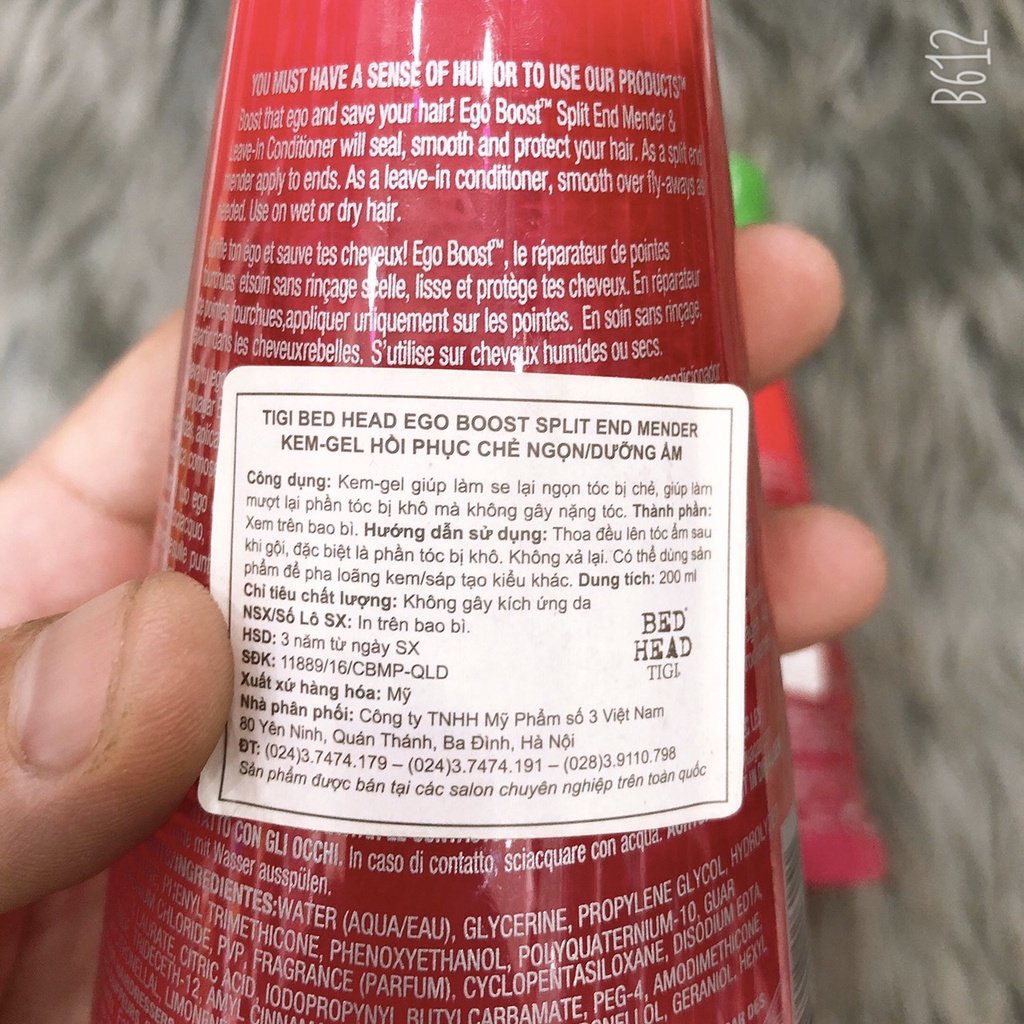 B612
YOU MUST HAVE A SENSE OF HUMOR TO USE OUR PRODUCTS™
Boost that ego and save your hair! Ego Boost™ Split End Mender &
Leave-In Conditioner will seal, smooth and protect your hair. As a split end
mender apply to ends. As a leave-in conditioner, smooth over fly-aways as
needed. Use on wet or dry hair.
ton ego et sauve tes cheveux! Ego Boost™, le réparateur de pointes
etsoin sans rinçage scelle, lisse et protège tes cheveux. En réparateur
pointes fourchues,appliquer uniquement sur les pointes. En soin sans rinçage,
les cheveuxrebelles. S'utilise sur cheveux humides ou secs.
TIGI BED HEAD EGO BOOST SPLIT END MENDER
KEM-GEL HỒI PHỤC CHẺ NGỌN/DƯỠNG ẨM
Công dụng: Kem-gel giúp làm se lại ngọn tóc bị chẻ, giúp làm
mượt lại phần tóc bị khô mà không gây nặng tóc. Thành phần:
Xem trên bao bì. Hướng dẫn sử dụng: Thoa đều lên tóc ẩm sau
khi gội, đặc biệt là phần tóc bị khô. Không xả lại. Có thể dùng sản
phẩm để pha loãng kem/sáp tạo kiểu khác. Dung tích: 200 ml
Chỉ tiêu chất lượng: Không gây kích ứng da
NSX/Số Lô SX: In trên bao bì.
HSD: 3 năm từ ngày SX
SĐK: 11889/16/CBMP-QLD
Xuất xứ hàng hóa: Mỹ
Nhà phân phối: Công ty TNHH Mỹ Phẩm số 3 Việt Nam
80 Yên Ninh, Quán Thánh, Ba Đình, Hà Nội
ĐT: (024)3.7474.179 – (024)3.7474.191 – (028)3.9110.798
Sản phẩm được bán tại các salon chuyên nghiệp trên toàn quốc
BED
HEAD
TIGI
CON GLI OCCHI. In caso di contatto, sciacquare con acqua.
mit Wasser ausspülen.
INGREDIENTES:WATER (AQUA/EAU), GLYCERINE, PROPYLENE GLYCOL,
PHENYL TRIMETHICONE, PHENOXYETHANOL, POLYQUATERNIUM-10, GUAR
CHLORIDE, PVP, FRAGRANCE (PARFUM), CYCLOPENTASILOXANE, DISODIUM EDTA,
CITRIC ACID, IODOPROPYNYL BUTYLCARBAMATE, PEG-4, AMODIMETHICONE,
TRIDECETH-12, AMYL GERANIOL, HEXYL